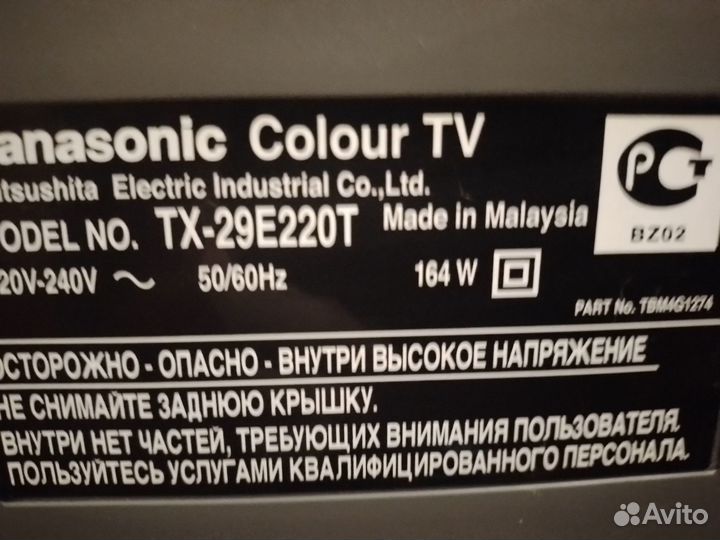 anasonic Colour TV
tsushita Electric Industrial Co.,Ltd.
ODEL NO. TX-29E220T Made in Malaysia
20V-240V ~ 50/60Hz 164 W
РСТ
BZ02
PART No. TBM4G1274
ОСТОРОЖНО - ОПАСНО - ВНУТРИ ВЫСОКОЕ НАПРЯЖЕНИЕ
НЕ СНИМАЙТЕ ЗАДНЮЮ КРЫШКУ.
ВНУТРИ НЕТ ЧАСТЕЙ, ТРЕБУЮЩИХ ВНИМАНИЯ ПОЛЬЗОВАТЕЛЯ.
ПОЛЬЗУЙТЕСЬ УСЛУГАМИ КВАЛИФИЦИРОВАННОГО ПЕРСОНАЛА.
Avito